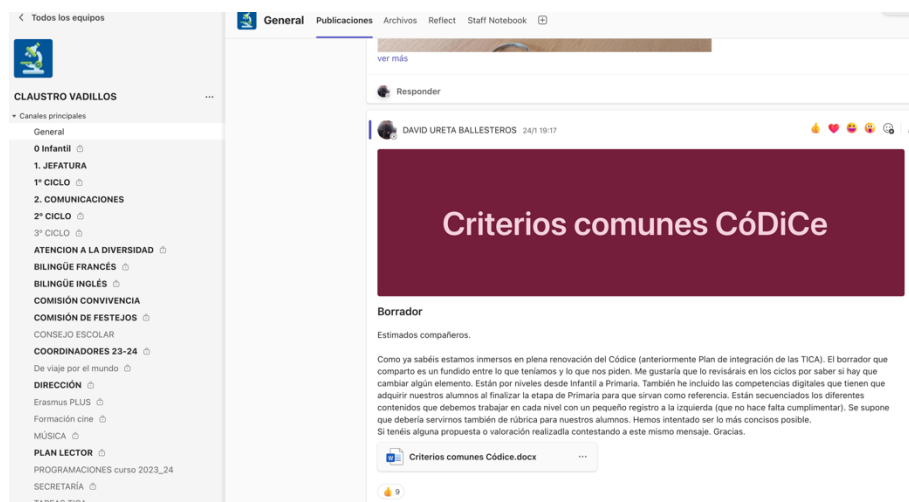 Todos los equipos
CLAUSTRO VADILLOS
Canales principales
General
0 Infantil
1. JEFATURA
1º CICLO
2. COMUNICACIONES
2º CICLO
3º CICLO
ATENCION A LA DIVERSIDAD
BILINGÜE FRANCÉS
BILINGÜE INGLÉS
COMISIÓN CONVIVENCIA
COMISIÓN DE FESTEJOS
CONSEJO ESCOLAR
COORDINADORES 23-24
De viaje por el mundo
DIRECCIÓN
Erasmus PLUS
Formación cine
MÚSICA
PLAN LECTOR
PROGRAMACIONES curso 2023_24
SECRETARÍA
TAREAS TICA
General Publicaciones Archivos Reflect Staff Notebook
ver más
Responder
DAVID URETA BALLESTEROS 24/1 19:17
Criterios comunes CóDiCe
Borrador
Estimados compañeros.
Como ya sabéis estamos inmersos en plena renovación del Códice (anteriormente Plan de integración de las TICA). El borrador que
comparto es un fundido entre lo que teníamos y lo que nos piden. Me gustaría que lo revisárais en los ciclos por saber si hay que
cambiar algún elemento. Están por niveles desde Infantil a Primaria. También he incluido las competencias digitales que tienen que
adquirir nuestros alumnos al finalizar la etapa de Primaria para que sirvan como referencia. Están secuenciados los diferentes
contenidos que debemos trabajar en cada nivel con un pequeño registro a la izquierda (que no hace falta cumplimentar). Se supone
que debería servirnos también de rúbrica para nuestros alumnos. Hemos intentado ser lo más concisos posible.
Si tenéis alguna propuesta o valoración realizadla contestando a este mismo mensaje. Gracias.
Criterios comunes Códice.docx
9